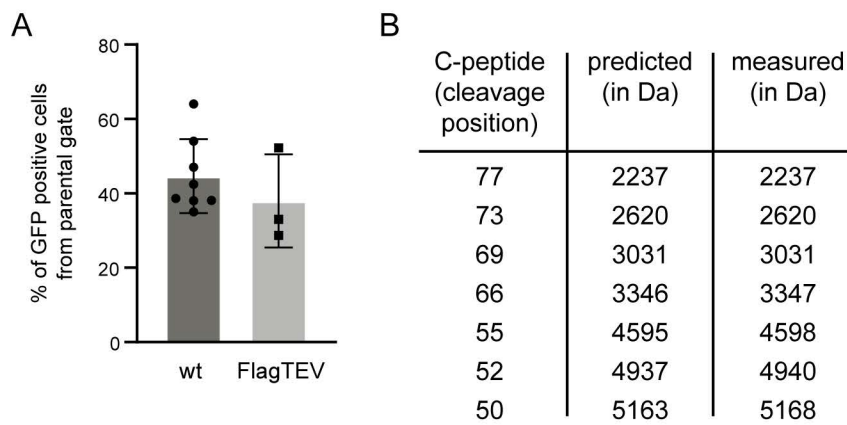 A
% of GFP positive cells
from parental gate
80
60
40
20
0
wt FlagTEV
B
C-peptide
(cleavage
position)
predicted
(in Da)
measured
(in Da)
77 2237 2237
73 2620 2620
69 3031 3031
66 3346 3347
55 4595 4598
52 4937 4940
50 5163 5168